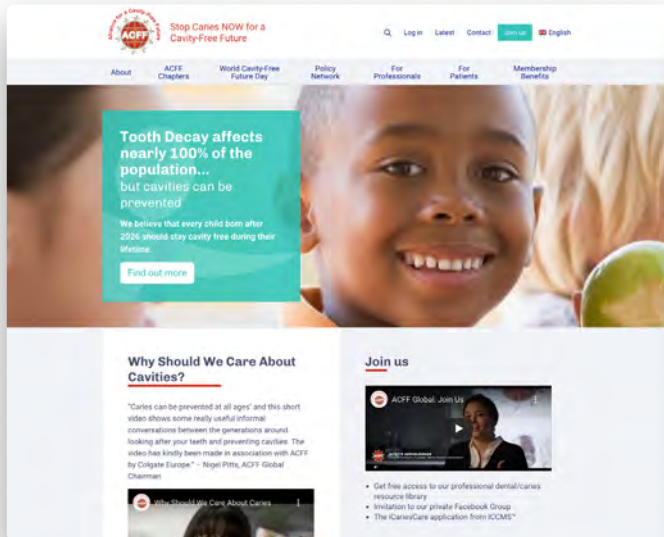 Alliance for a Cavity-Free Future
ACFF
Stop Caries NOW for a
Cavity-Free Future
Log in
Latest
Contact
Join us
English
About
ACFF
Chapters
World Cavity-Free
Future Day
Policy
Network
For
Professionals
For
Patients
Membership
Benefits
Tooth Decay affects
nearly 100% of the
population...
but cavities can be
prevented
We believe that every child born after
2026 should stay cavity free during their
lifetime.
Find out more
Why Should We Care About
Cavities?
"Caries can be prevented at all ages' and this short
video shows some really useful informal
conversations between the generations around
looking after your teeth and preventing cavities. The
video has kindly been made in association with ACFF
by Colgate Europe." - Nigel Pitts, ACFF Global
Chairman
Why Should We Care About Caries
Join us
ACFF Global: Join Us
Get free access to our professional dental/caries
resource library
Invitation to our private Facebook Group
The iCariesCare application from ICCMS™